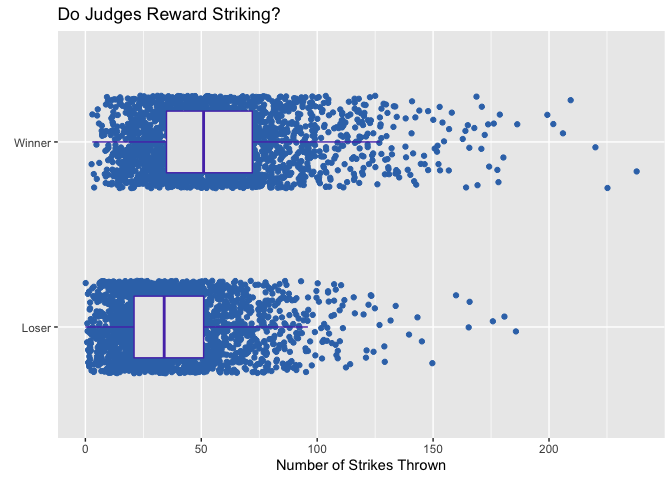 Do Judges Reward Striking?
Winner
Loser
0 50 100 150 200
Number of Strikes Thrown